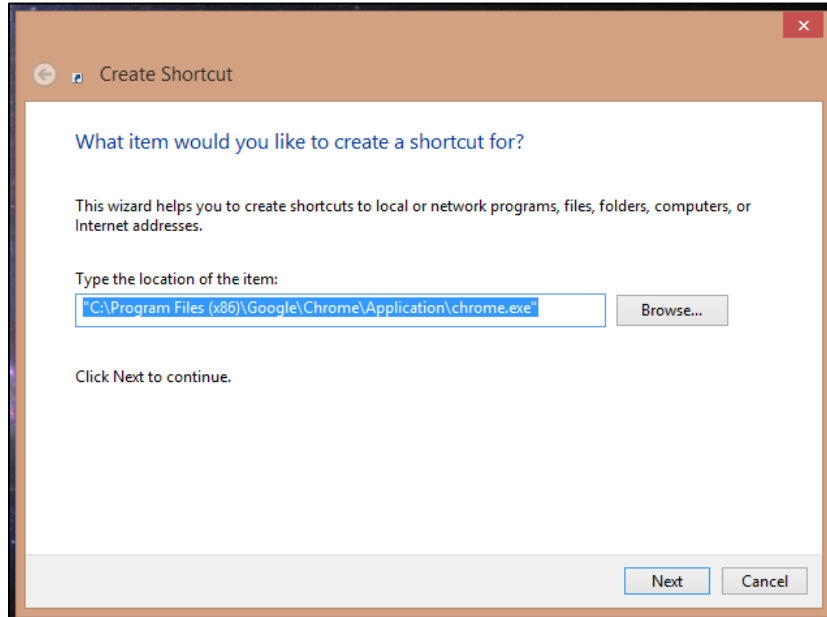 Create Shortcut
What item would you like to create a shortcut for?
This wizard helps you to create shortcuts to local or network programs, files, folders, computers, or
Internet addresses.
Type the location of the item:
"C:\Program Files (x86)\Google\Chrome\Application\chrome.exe"
Browse...
Click Next to continue.
Next
Cancel